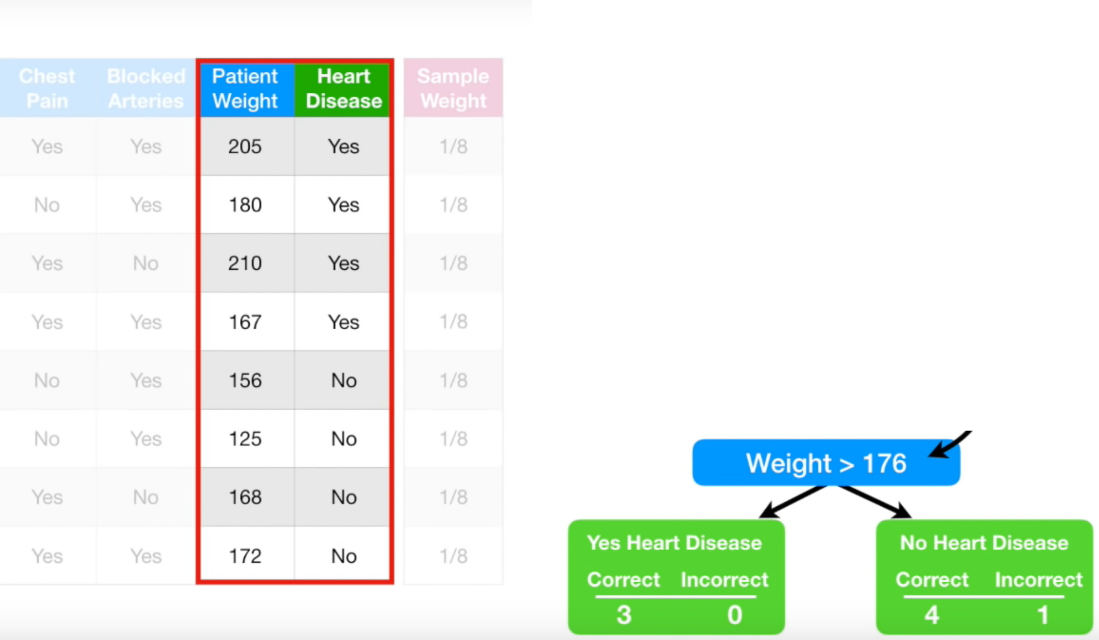 Chest Pain Blocked Arteries Patient Weight Heart Disease Sample Weight
Yes Yes 205 Yes 1/8
No Yes 180 Yes 1/8
Yes No 210 Yes 1/8
Yes Yes 167 Yes 1/8
No Yes 156 No 1/8
No Yes 125 No 1/8
Yes No 168 No 1/8
Yes Yes 172 No 1/8
Weight > 176
Yes Heart Disease
Correct Incorrect
3 0
No Heart Disease
Correct Incorrect
4 1